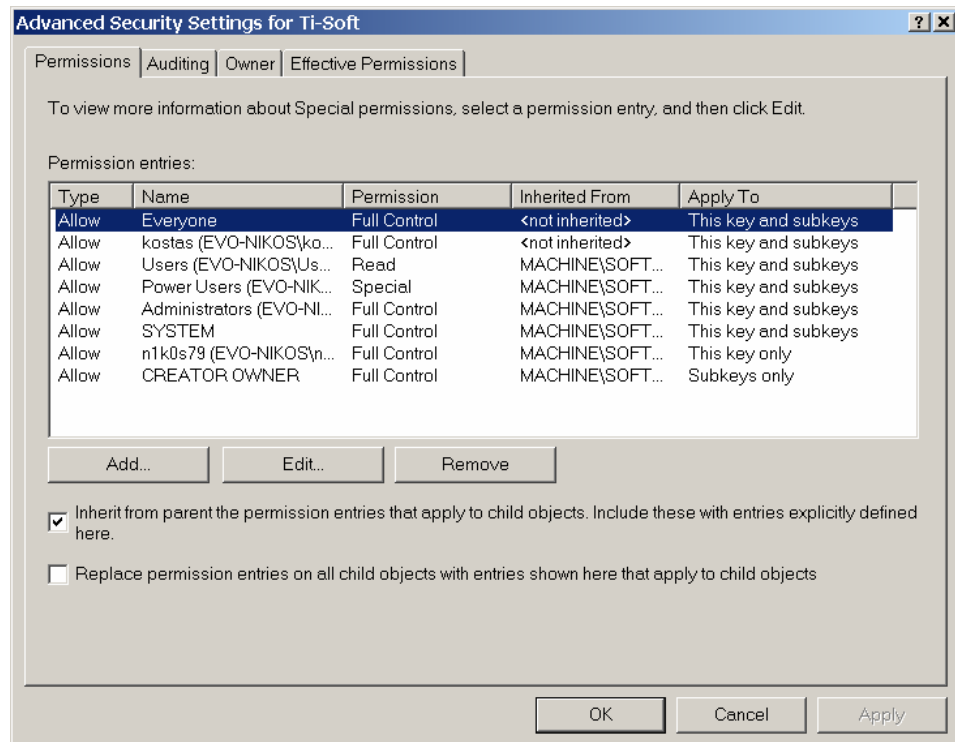 Advanced Security Settings for Ti-Soft
Permissions Auditing Owner Effective Permissions
To view more information about Special permissions, select a permission entry, and then click Edit.
Permission entries:
Type Name Permission Inherited From Apply To
Allow Everyone Full Control <not inherited> This key and subkeys
Allow kostas (EVO-NIKOS\ko... Full Control <not inherited> This key and subkeys
Allow Users (EVO-NIKOS\Us... Read MACHINE\SOFT... This key and subkeys
Allow Power Users (EVO-NIK... Special MACHINE\SOFT... This key and subkeys
Allow Administrators (EVO-NI... Full Control MACHINE\SOFT... This key and subkeys
Allow SYSTEM Full Control MACHINE\SOFT... This key and subkeys
Allow n1k0s79 (EVO-NIKOS\n... Full Control MACHINE\SOFT... This key only
Allow CREATOR OWNER Full Control MACHINE\SOFT... Subkeys only
Add... Edit... Remove
Inherit from parent the permission entries that apply to child objects. Include these with entries explicitly defined
here.
Replace permission entries on all child objects with entries shown here that apply to child objects
OK Cancel Apply